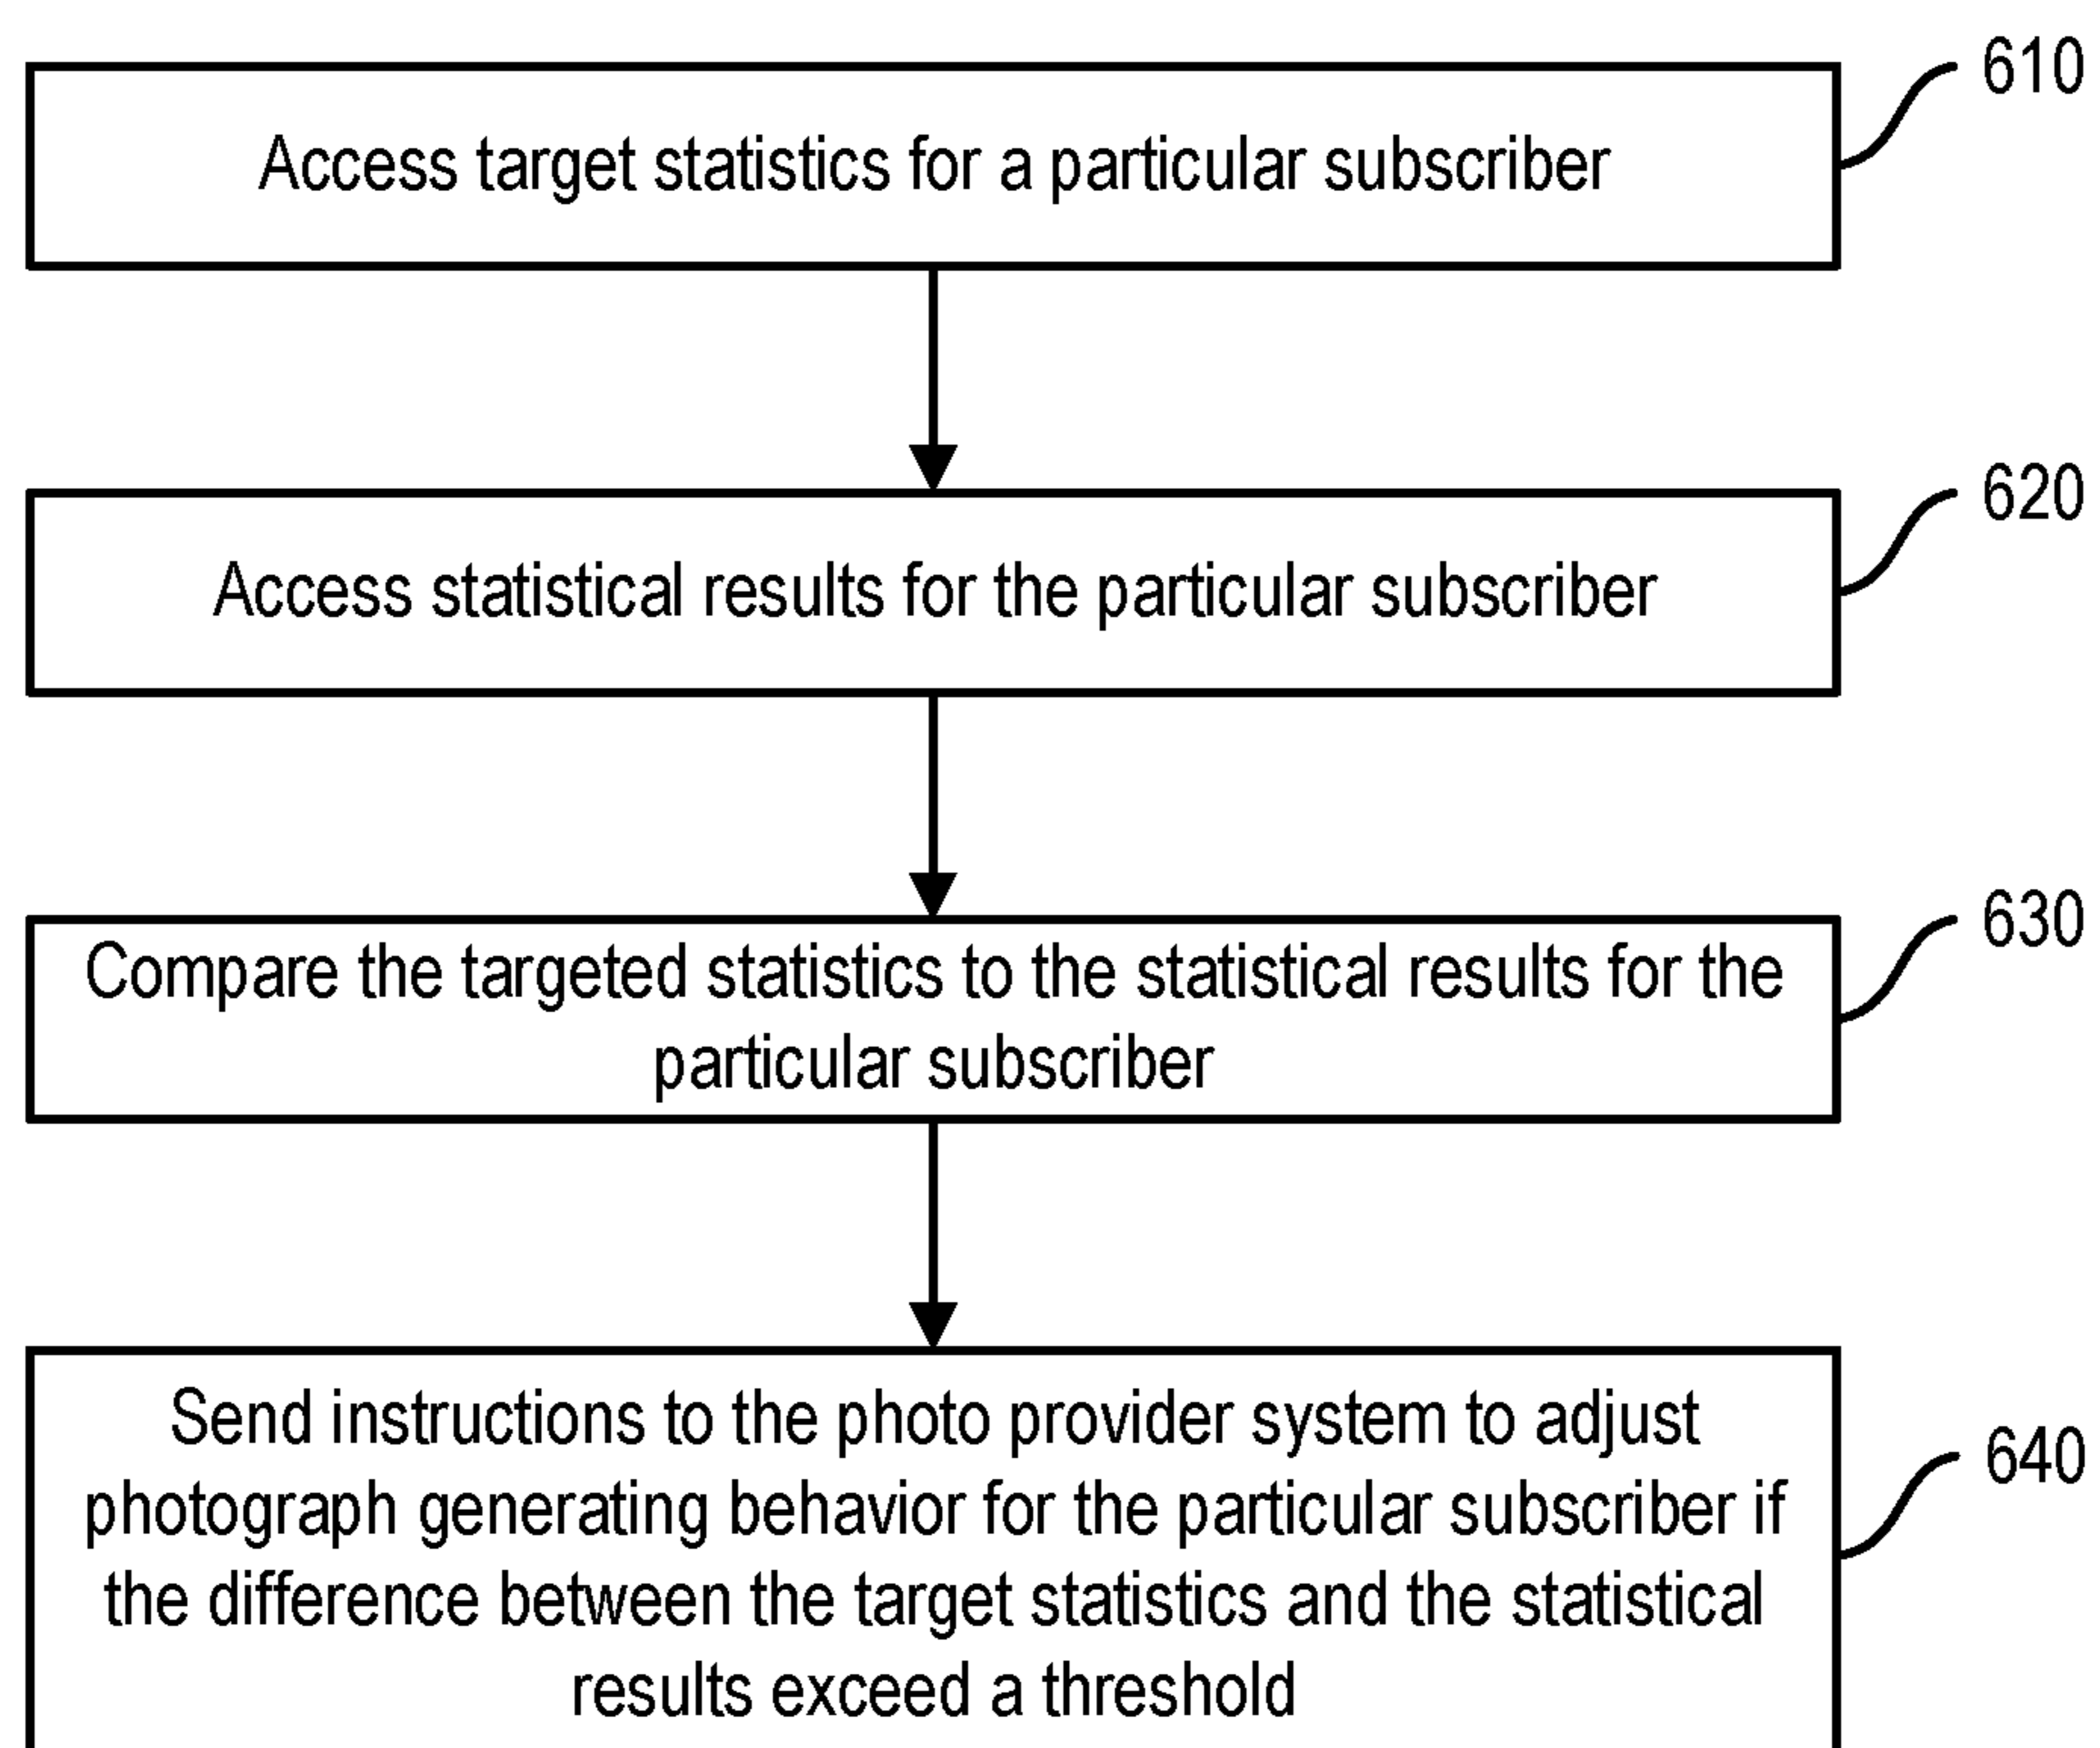 610
Access target statistics for a particular subscriber
620
Access statistical results for the particular subscriber
630
Compare the targeted statistics to the statistical results for the
particular subscriber
640
Send instructions to the photo provider system to adjust
photograph generating behavior for the particular subscriber if
the difference between the target statistics and the statistical
results exceed a threshold